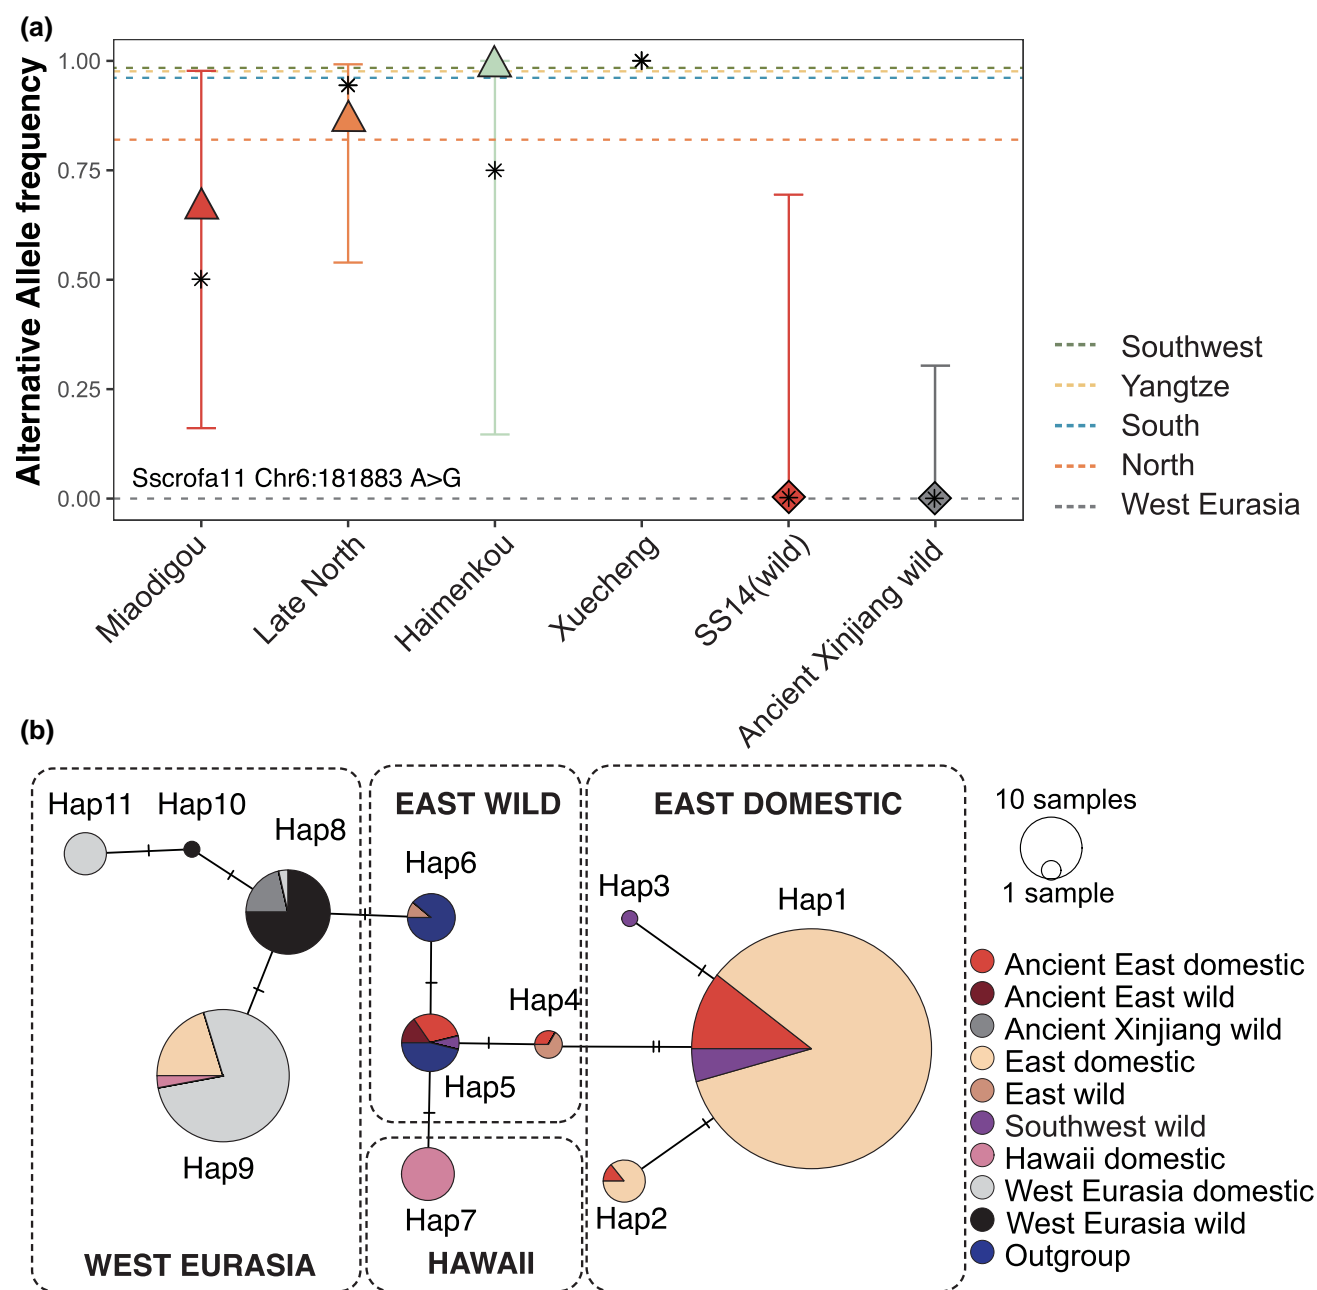 (a)
Alternative Allele frequency
1.00
0.75
0.50
0.25
0.00
Sscrofa11 Chr6:181883 A>G
Miaodigou
Late North
Haimenkou
Xuecheng
SS14(wild)
Ancient Xinjiang wild
Southwest
Yangtze
South
North
West Eurasia
(b)
Hap11
Hap10
Hap8
Hap9
WEST EURASIA
EAST WILD
Hap6
Hap4
Hap5
Hap7
HAWAII
EAST DOMESTIC
Hap3
Hap1
Hap2
10 samples
1 sample
Ancient East domestic
Ancient East wild
Ancient Xinjiang wild
East domestic
East wild
Southwest wild
Hawaii domestic
West Eurasia domestic
West Eurasia wild
Outgroup